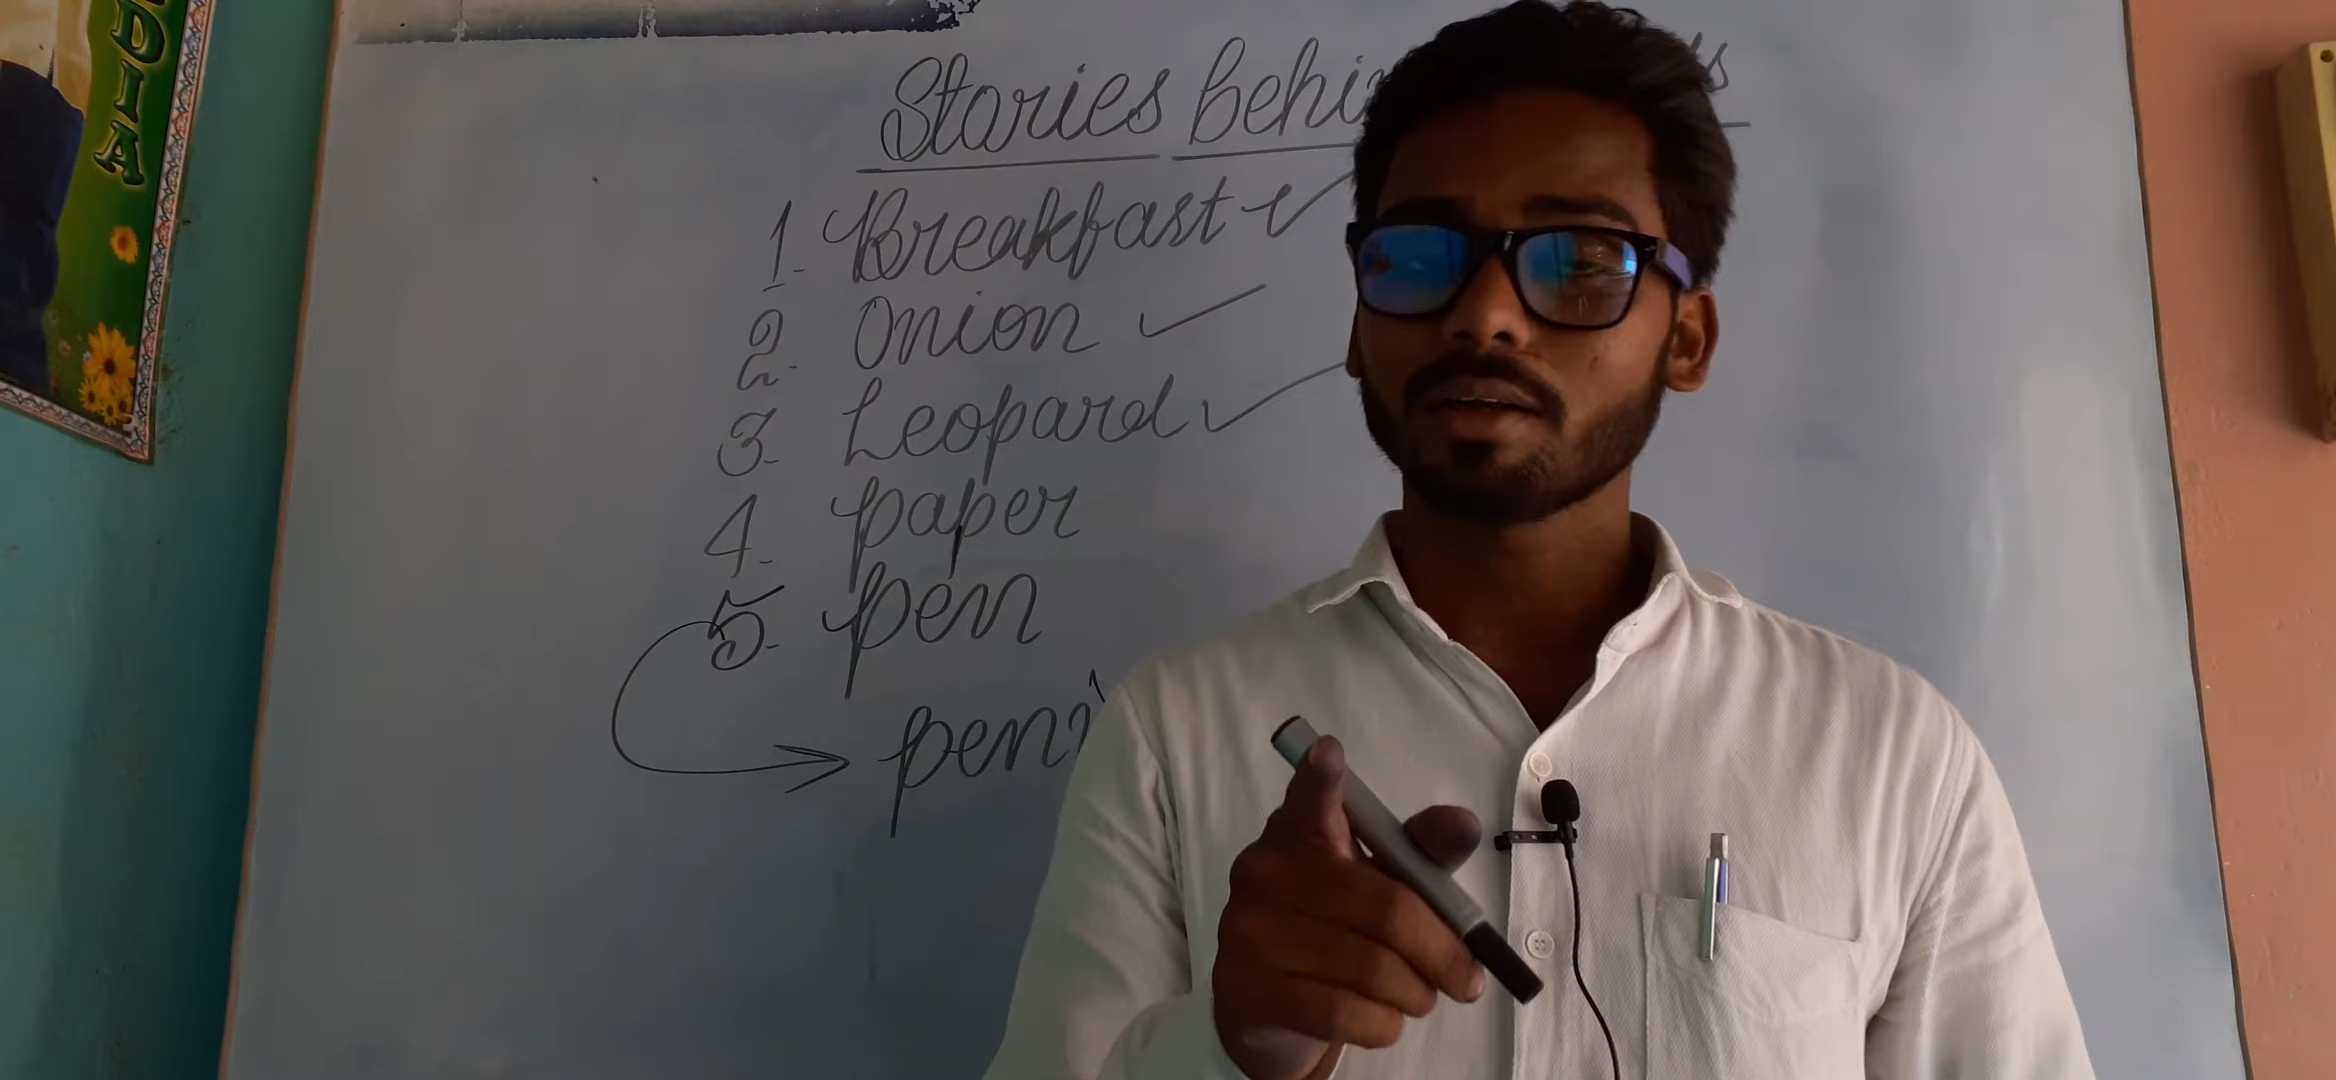 DIA
Stories Behi
1. Breakfast
2. Onion
3. Leopard
4. paper
5. pen
pen